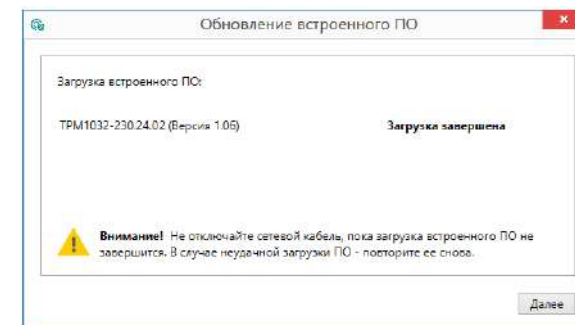 Обновление встроенного ПО
Загрузка встроенного ПО:
ТРМ1032-230.24.02 (Версия 1.06)
Загрузка завершена
Внимание! Не отключайте сетевой кабель, пока загрузка встроенного ПО не
завершится. В случае неудачной загрузки ПО - повторите ее снова.
Далее